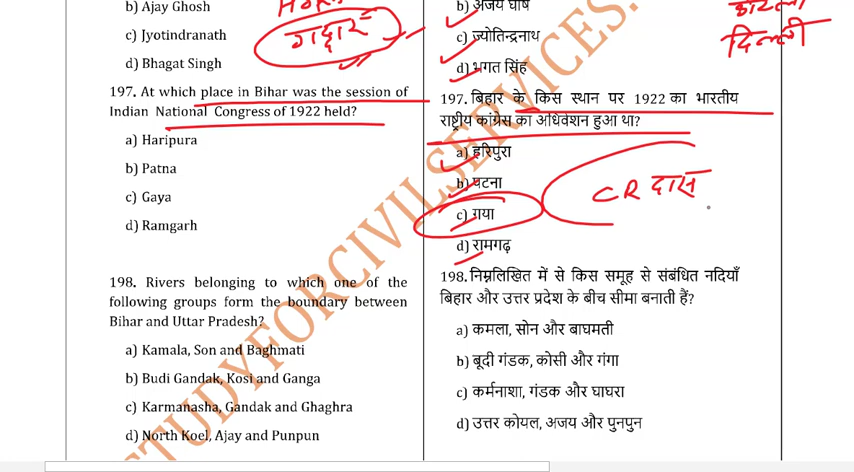 b) Ajay Ghosh
c) Jyotindranath
d) Bhagat Singh
गद्दार
197. At which place in Bihar was the session of
Indian National Congress of 1922 held?
a) Haripura
b) Patna
c) Gaya
d) Ramgarh
198. Rivers belonging to which one of the
following groups form the boundary between
Bihar and Uttar Pradesh?
a) Kamala, Son and Baghmati
b) Budi Gandak, Kosi and Ganga
c) Karmanasha, Gandak and Ghaghra
d) North Koel, Ajay and Punpun
b) अजय घोष
c) ज्योतिन्द्रनाथ
d) भगत सिंह
दिल्ली
197. बिहार के किस स्थान पर 1922 का भारतीय
राष्ट्रीय कांग्रेस का अधिवेशन हुआ था?
a) हरिपुरा
b) पटना
c) गया
d) रामगढ़
CR दास
198. निम्नलिखित में से किस समूह से संबंधित नदियाँ
बिहार और उत्तर प्रदेश के बीच सीमा बनाती हैं?
a) कमला, सोन और बाघमती
b) बूदी गंडक, कोसी और गंगा
c) कर्मनाशा, गंडक और घाघरा
d) उत्तर कोयल, अजय और पुनपुन
STUDYFORCIVILSERVICES.